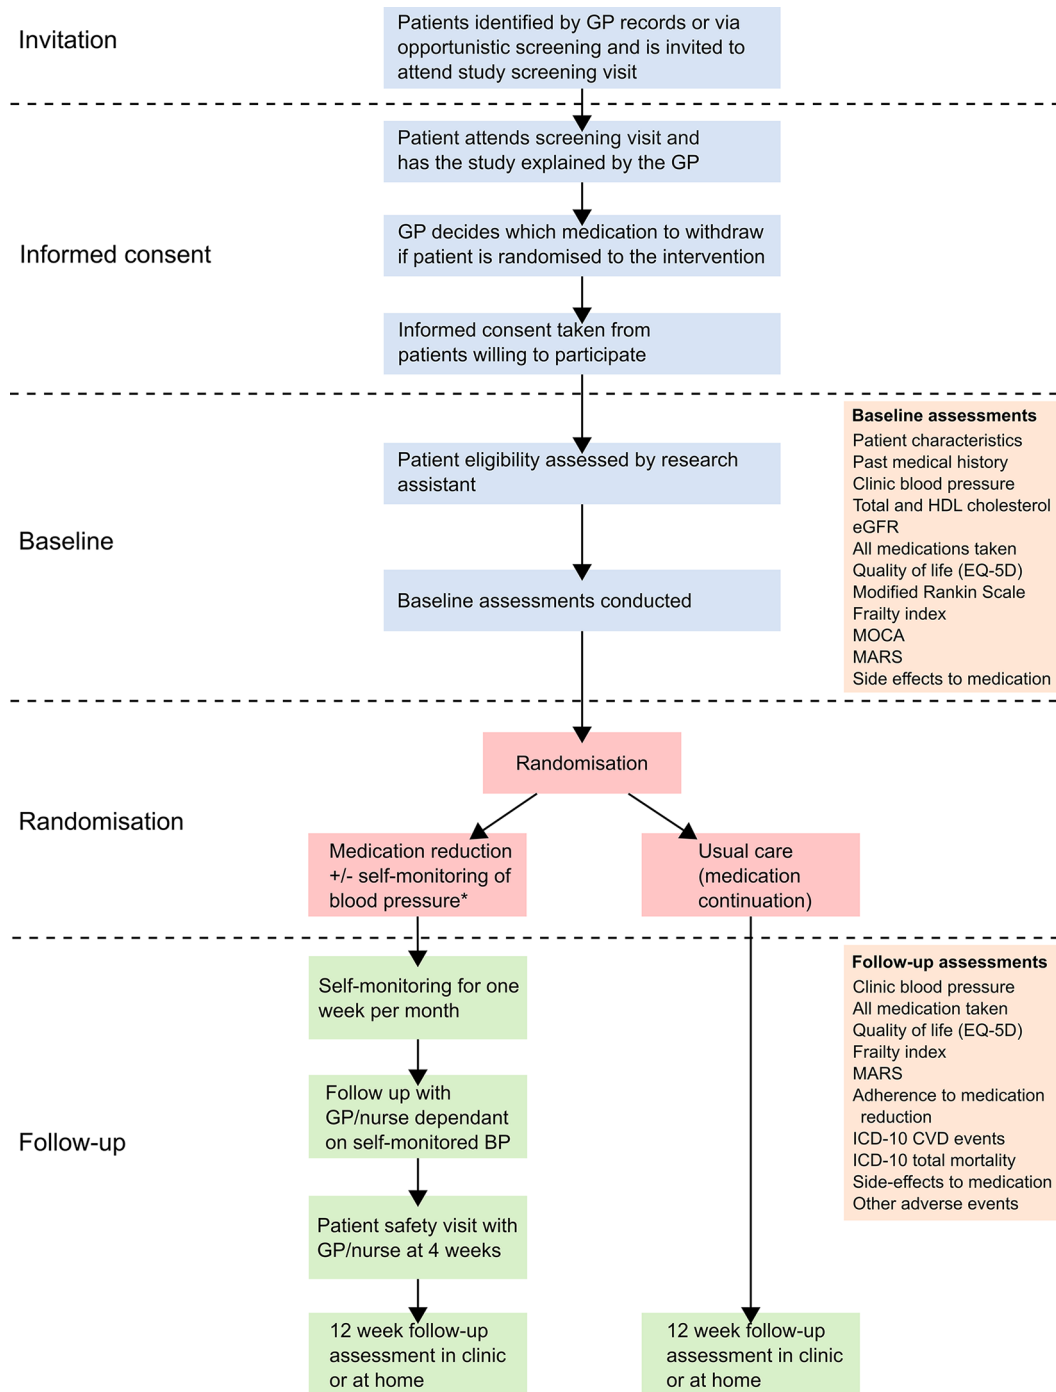 Invitation
Patients identified by GP records or via
opportunistic screening and is invited to
attend study screening visit
Informed consent
Patient attends screening visit and
has the study explained by the GP
GP decides which medication to withdraw
if patient is randomised to the intervention
Informed consent taken from
patients willing to participate
Baseline
Patient eligibility assessed by research
assistant
Baseline assessments conducted
Baseline assessments
Patient characteristics
Past medical history
Clinic blood pressure
Total and HDL cholesterol
eGFR
All medications taken
Quality of life (EQ-5D)
Modified Rankin Scale
Frailty index
MOCA
MARS
Side effects to medication
Randomisation
Randomisation
Medication reduction
+/- self-monitoring of
blood pressure*
Usual care
(medication
continuation)
Follow-up
Self-monitoring for one
week per month
Follow up with
GP/nurse dependant
on self-monitored BP
Patient safety visit with
GP/nurse at 4 weeks
12 week follow-up
assessment in clinic
or at home
12 week follow-up
assessment in clinic
or at home
Follow-up assessments
Clinic blood pressure
All medication taken
Quality of life (EQ-5D)
Frailty index
MARS
Adherence to medication
reduction
ICD-10 CVD events
ICD-10 total mortality
Side-effects to medication
Other adverse events